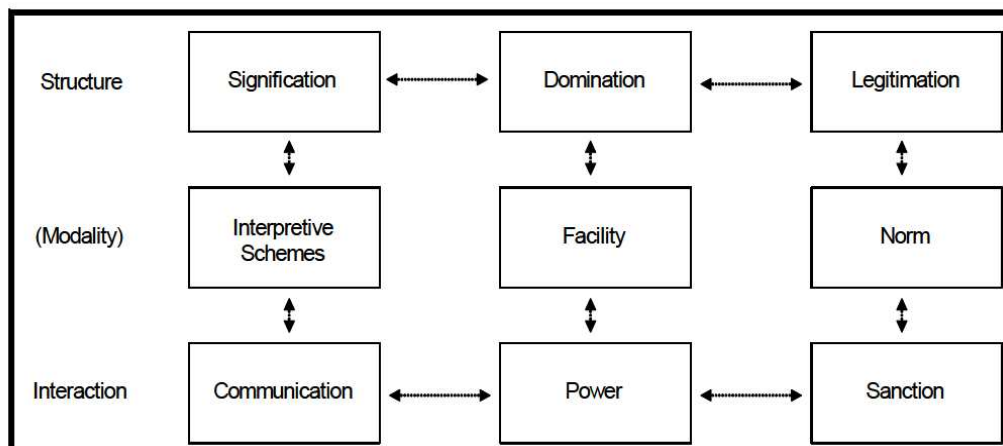 Structure Signification Domination Legitimation
(Modality) Interpretive Schemes Facility Norm
Interaction Communication Power Sanction